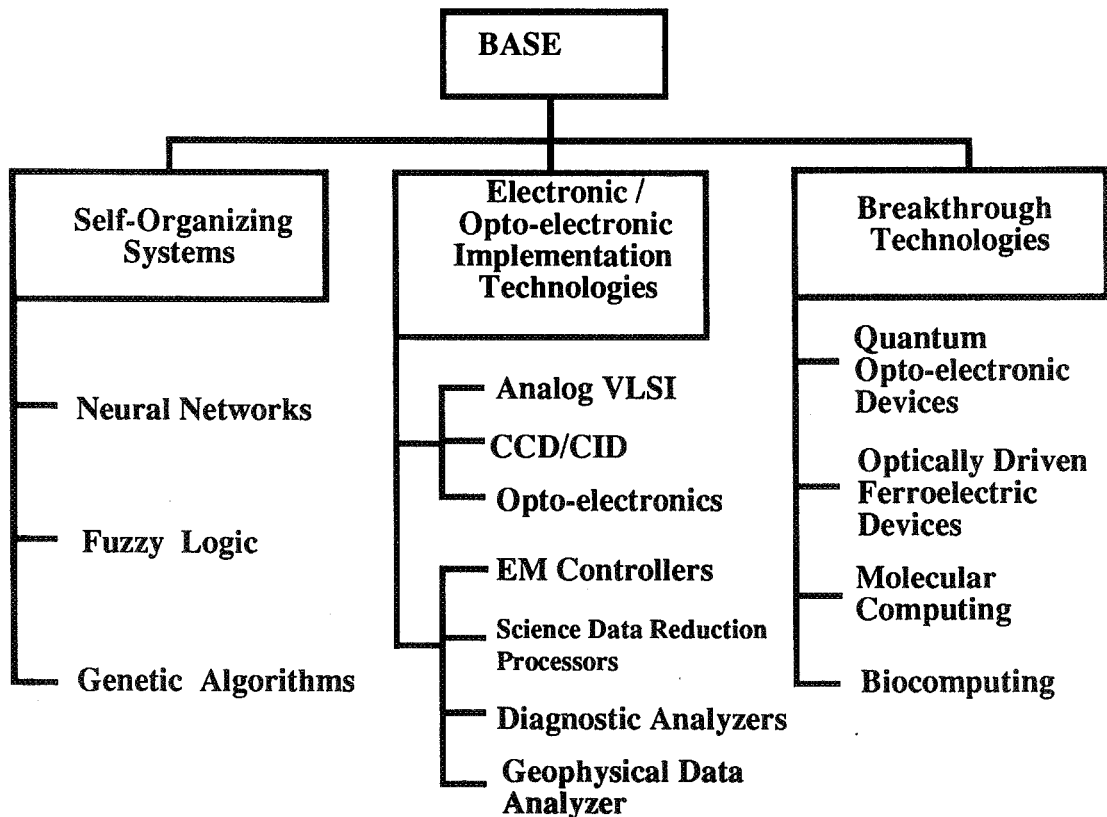 BASE
Self-Organizing
Systems
Neural Networks
Fuzzy Logic
Genetic Algorithms
Electronic /
Opto-electronic
Implementation
Technologies
Analog VLSI
CCD/CID
Opto-electronics
EM Controllers
Science Data Reduction
Processors
Diagnostic Analyzers
Geophysical Data
Analyzer
Breakthrough
Technologies
Quantum
Opto-electronic
Devices
Optically Driven
Ferroelectric
Devices
Molecular
Computing
Biocomputing